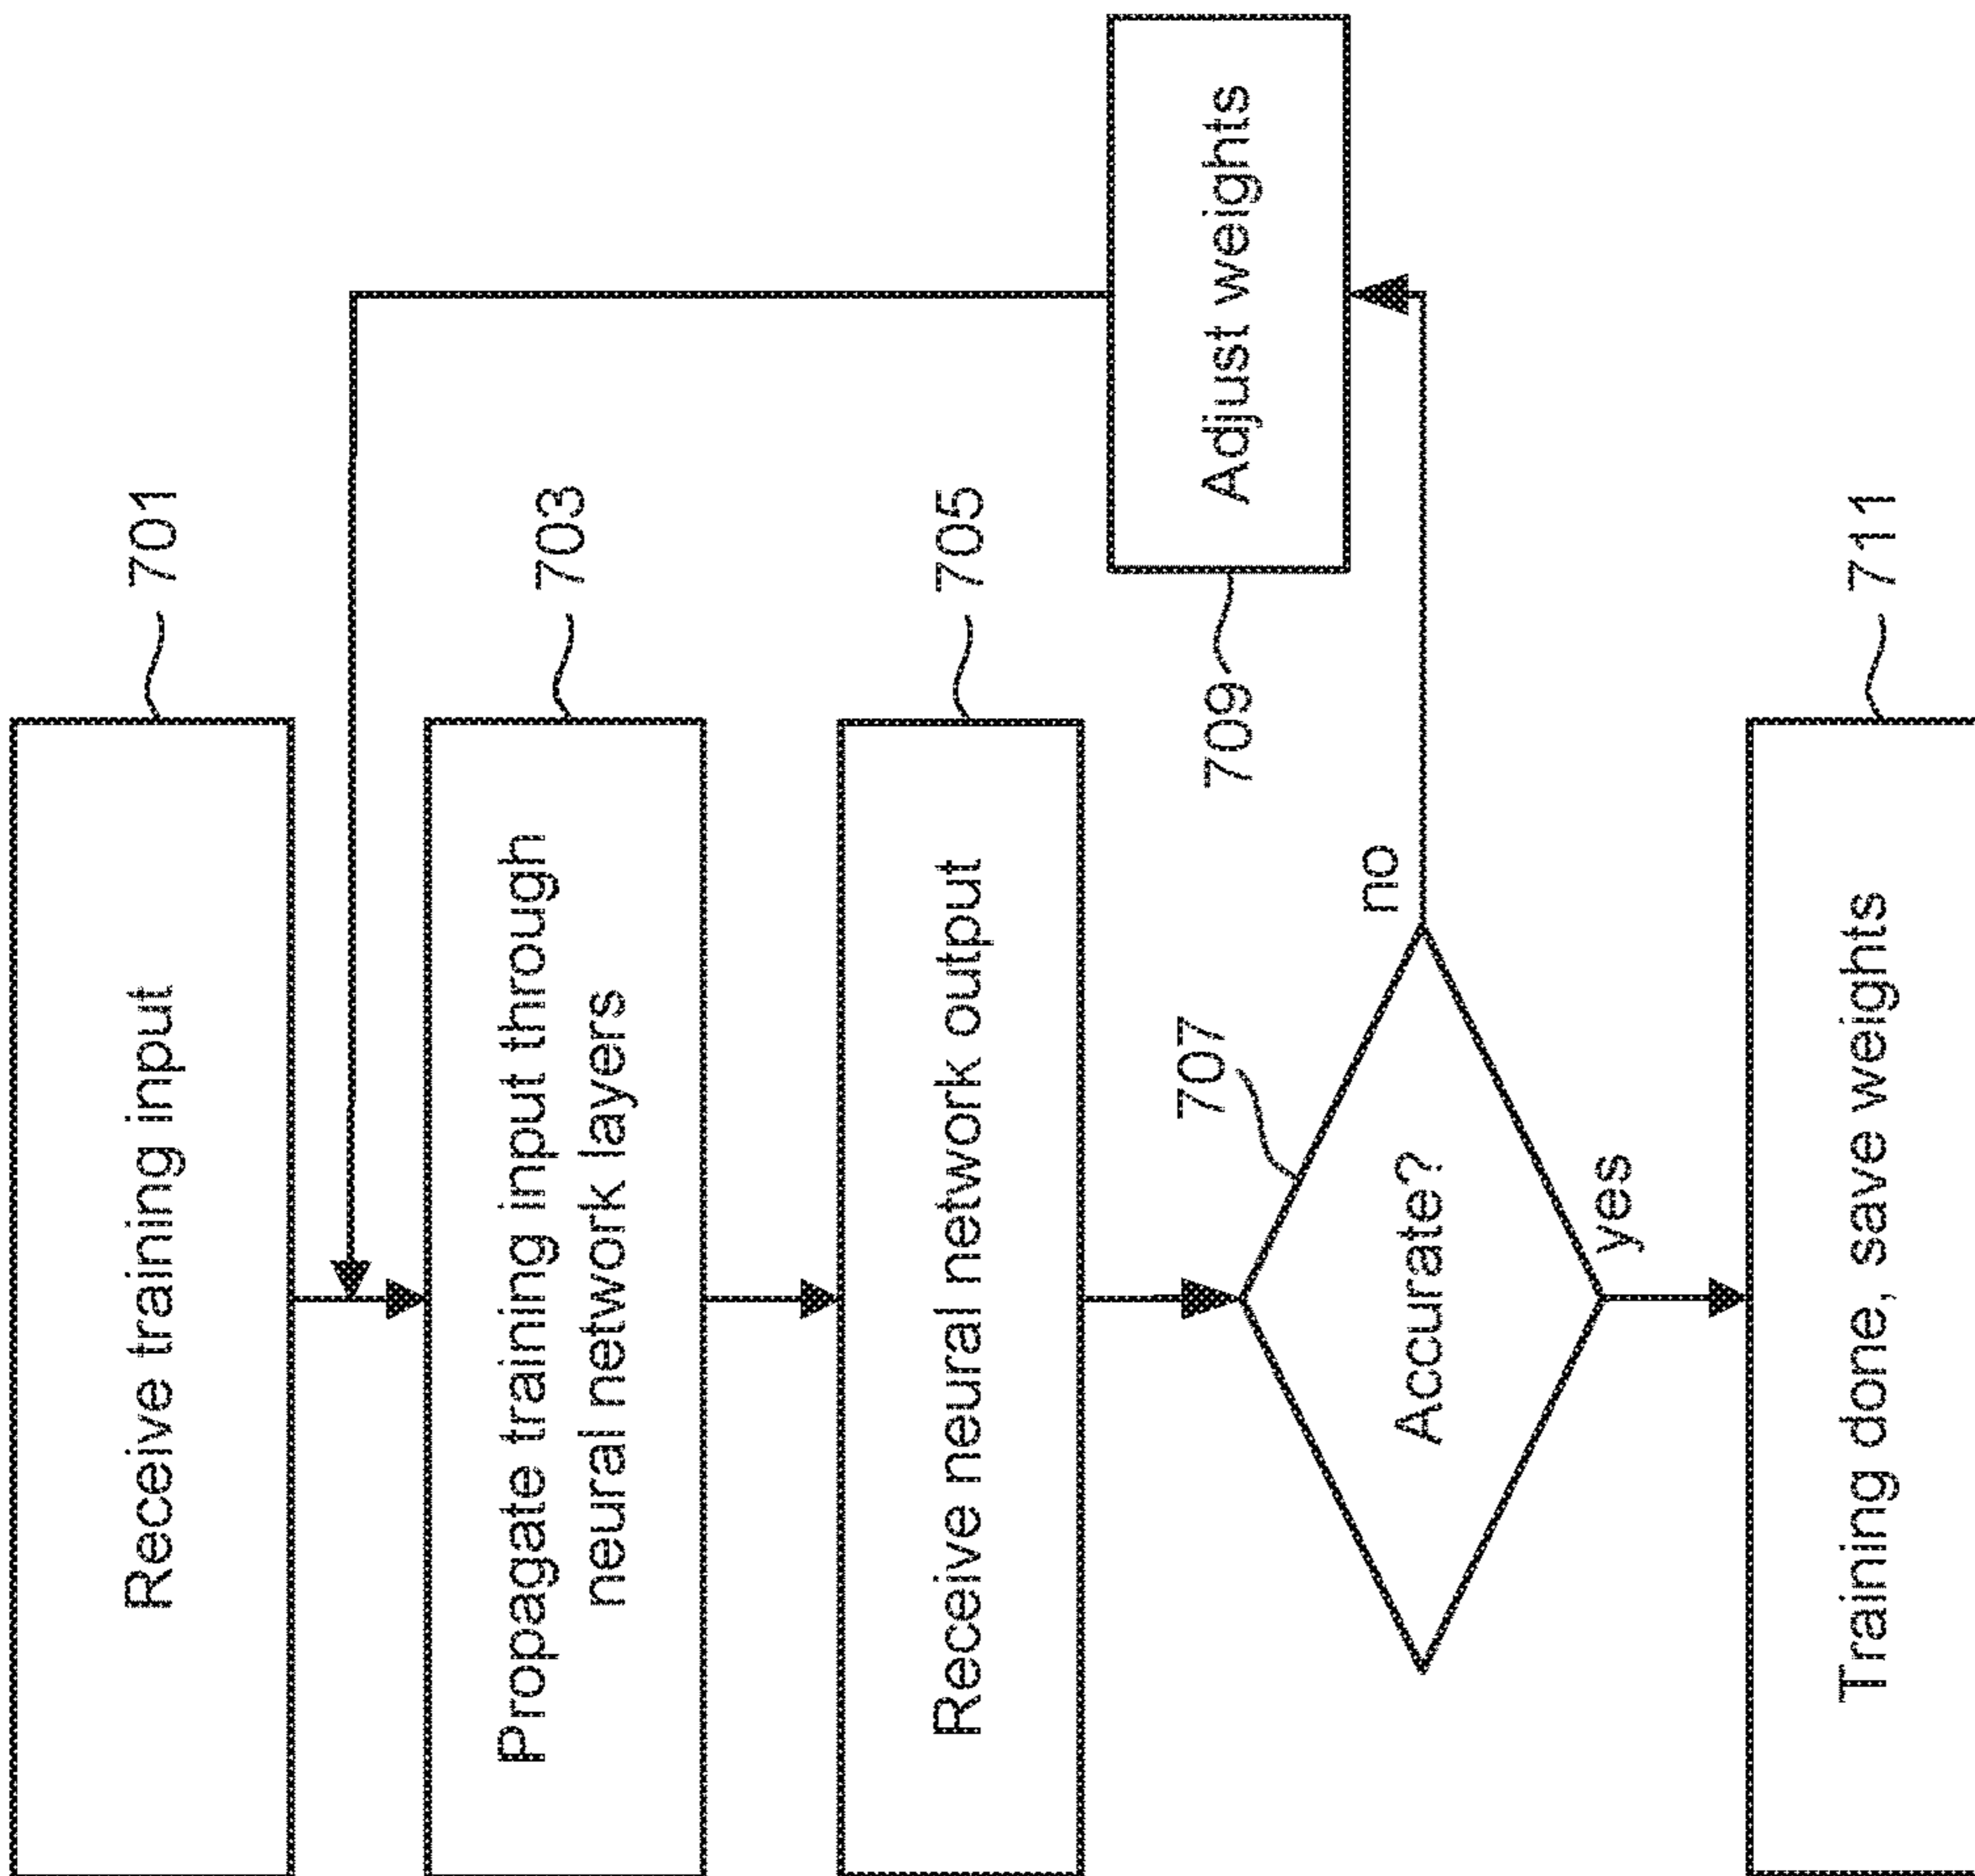 Receive training input
701
Propagate training input through
neural network layers
703
Receive neural network output
705
707
Accurate?
no
709
Adjust weights
yes
Training done, save weights
711